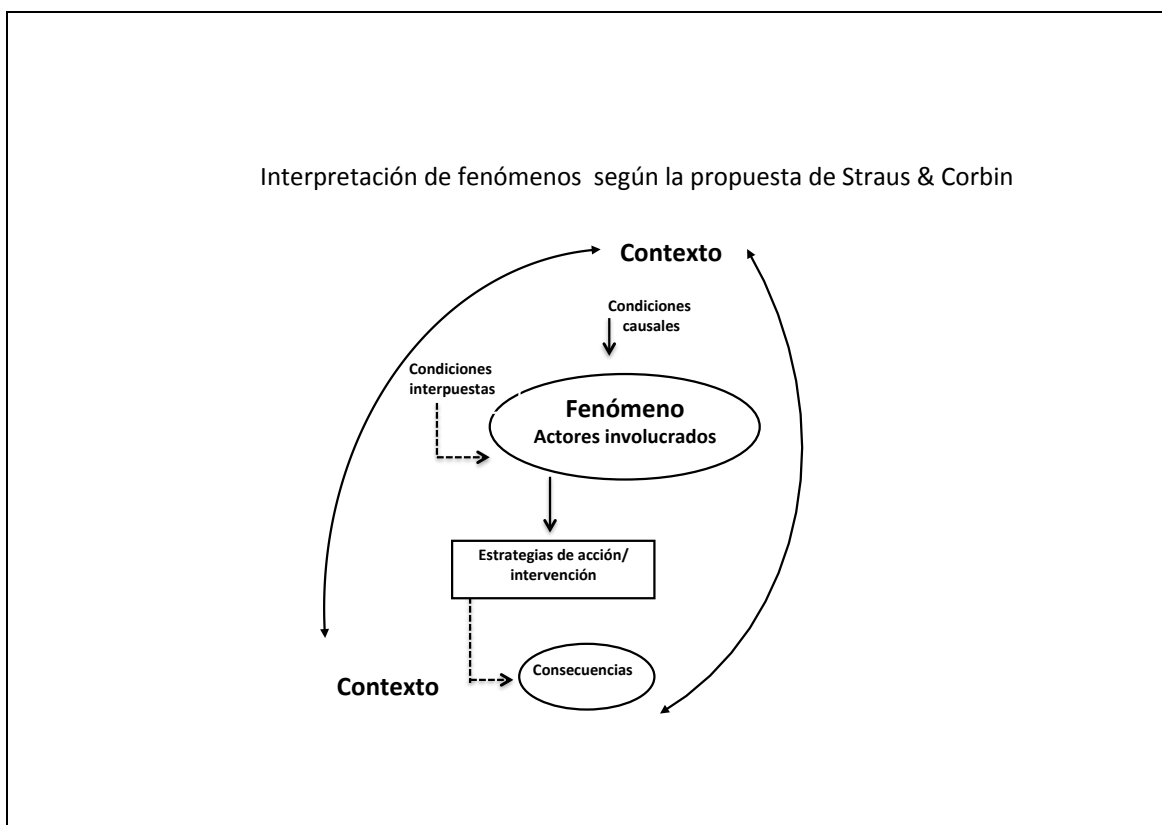 Interpretación de fenómenos  según la propuesta de Straus & Corbin
Contexto
Condiciones
causales
Condiciones
interpuestas
Fenómeno
Actores involucrados
Estrategias de acción/
intervención
Consecuencias
Contexto